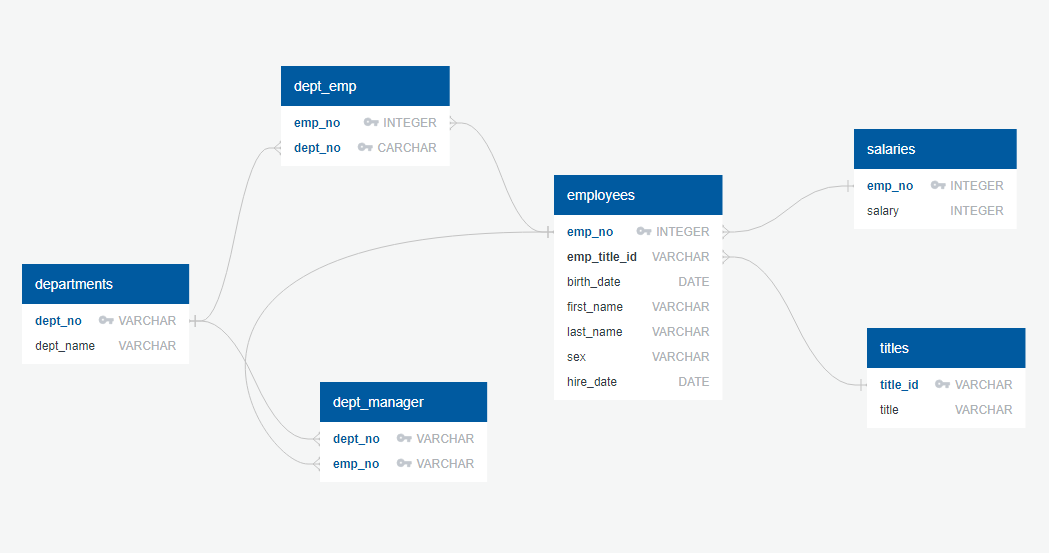 dept_emp
emp_no INTEGER
dept_no CARCHAR
salaries
emp_no INTEGER
salary INTEGER
employees
emp_no INTEGER
emp_title_id VARCHAR
birth_date DATE
first_name VARCHAR
last_name VARCHAR
sex VARCHAR
hire_date DATE
departments
dept_no VARCHAR
dept_name VARCHAR
titles
title_id VARCHAR
title VARCHAR
dept_manager
dept_no VARCHAR
emp_no VARCHAR